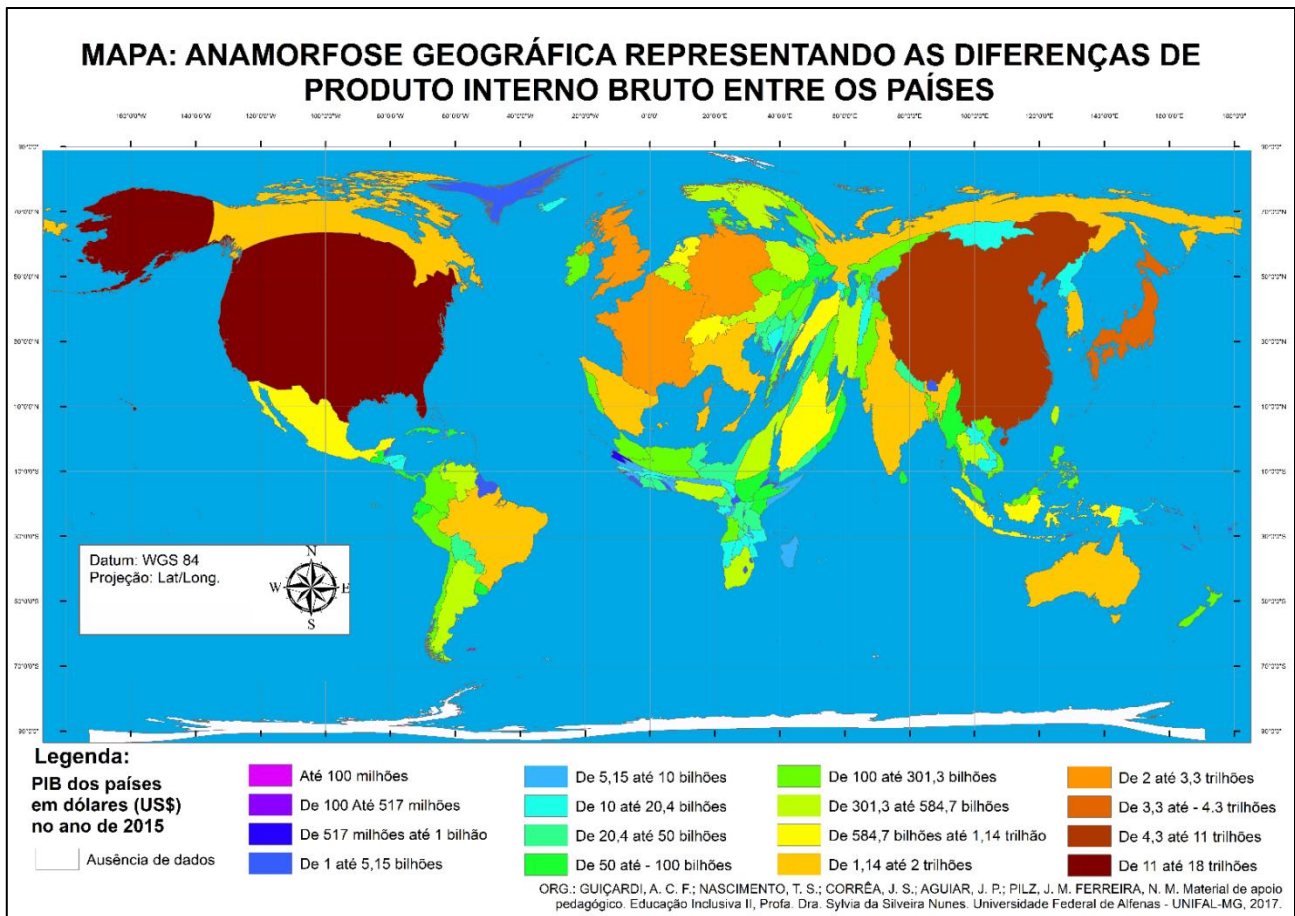 MAPA: ANAMORFOSE GEOGRÁFICA REPRESENTANDO AS DIFERENÇAS DE
PRODUTO INTERNO BRUTO ENTRE OS PAÍSES
Datum: WGS 84
Projeção: Lat/Long.
N
W
E
S
Legenda:
PIB dos países
em dólares (US$)
no ano de 2015
Ausência de dados
Até 100 milhões
De 100 Até 517 milhões
De 517 milhões até 1 bilhão
De 1 até 5,15 bilhões
De 5,15 até 10 bilhões
De 10 até 20,4 bilhões
De 20,4 até 50 bilhões
De 50 até - 100 bilhões
De 100 até 301,3 bilhões
De 301,3 até 584,7 bilhões
De 584,7 bilhões até 1,14 trilhão
De 1,14 até 2 trilhões
De 2 até 3,3 trilhões
De 3,3 até - 4.3 trilhões
De 4,3 até 11 trilhões
De 11 até 18 trilhões
ORG.: GUIÇARDI, A. C. F.; NASCIMENTO, T. S.; CORRÊA, J. S.; AGUIAR, J. P.; PILZ, J. M. FERREIRA, N. M. Material de apoio
pedagógico. Educação Inclusiva II, Profa. Dra. Sylvia da Silveira Nunes. Universidade Federal de Alfenas - UNIFAL-MG, 2017.